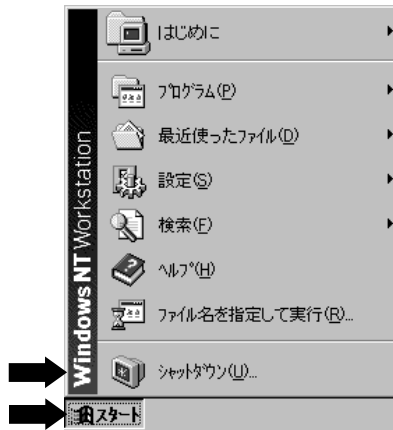 はじめに
プログラム(P)
最近使ったファイル(D)
設定(S)
検索(F)
ヘルプ(H)
ファイル名を指定して実行(R)...
シャットダウン(U)...
Windows NT Workstation
スタート